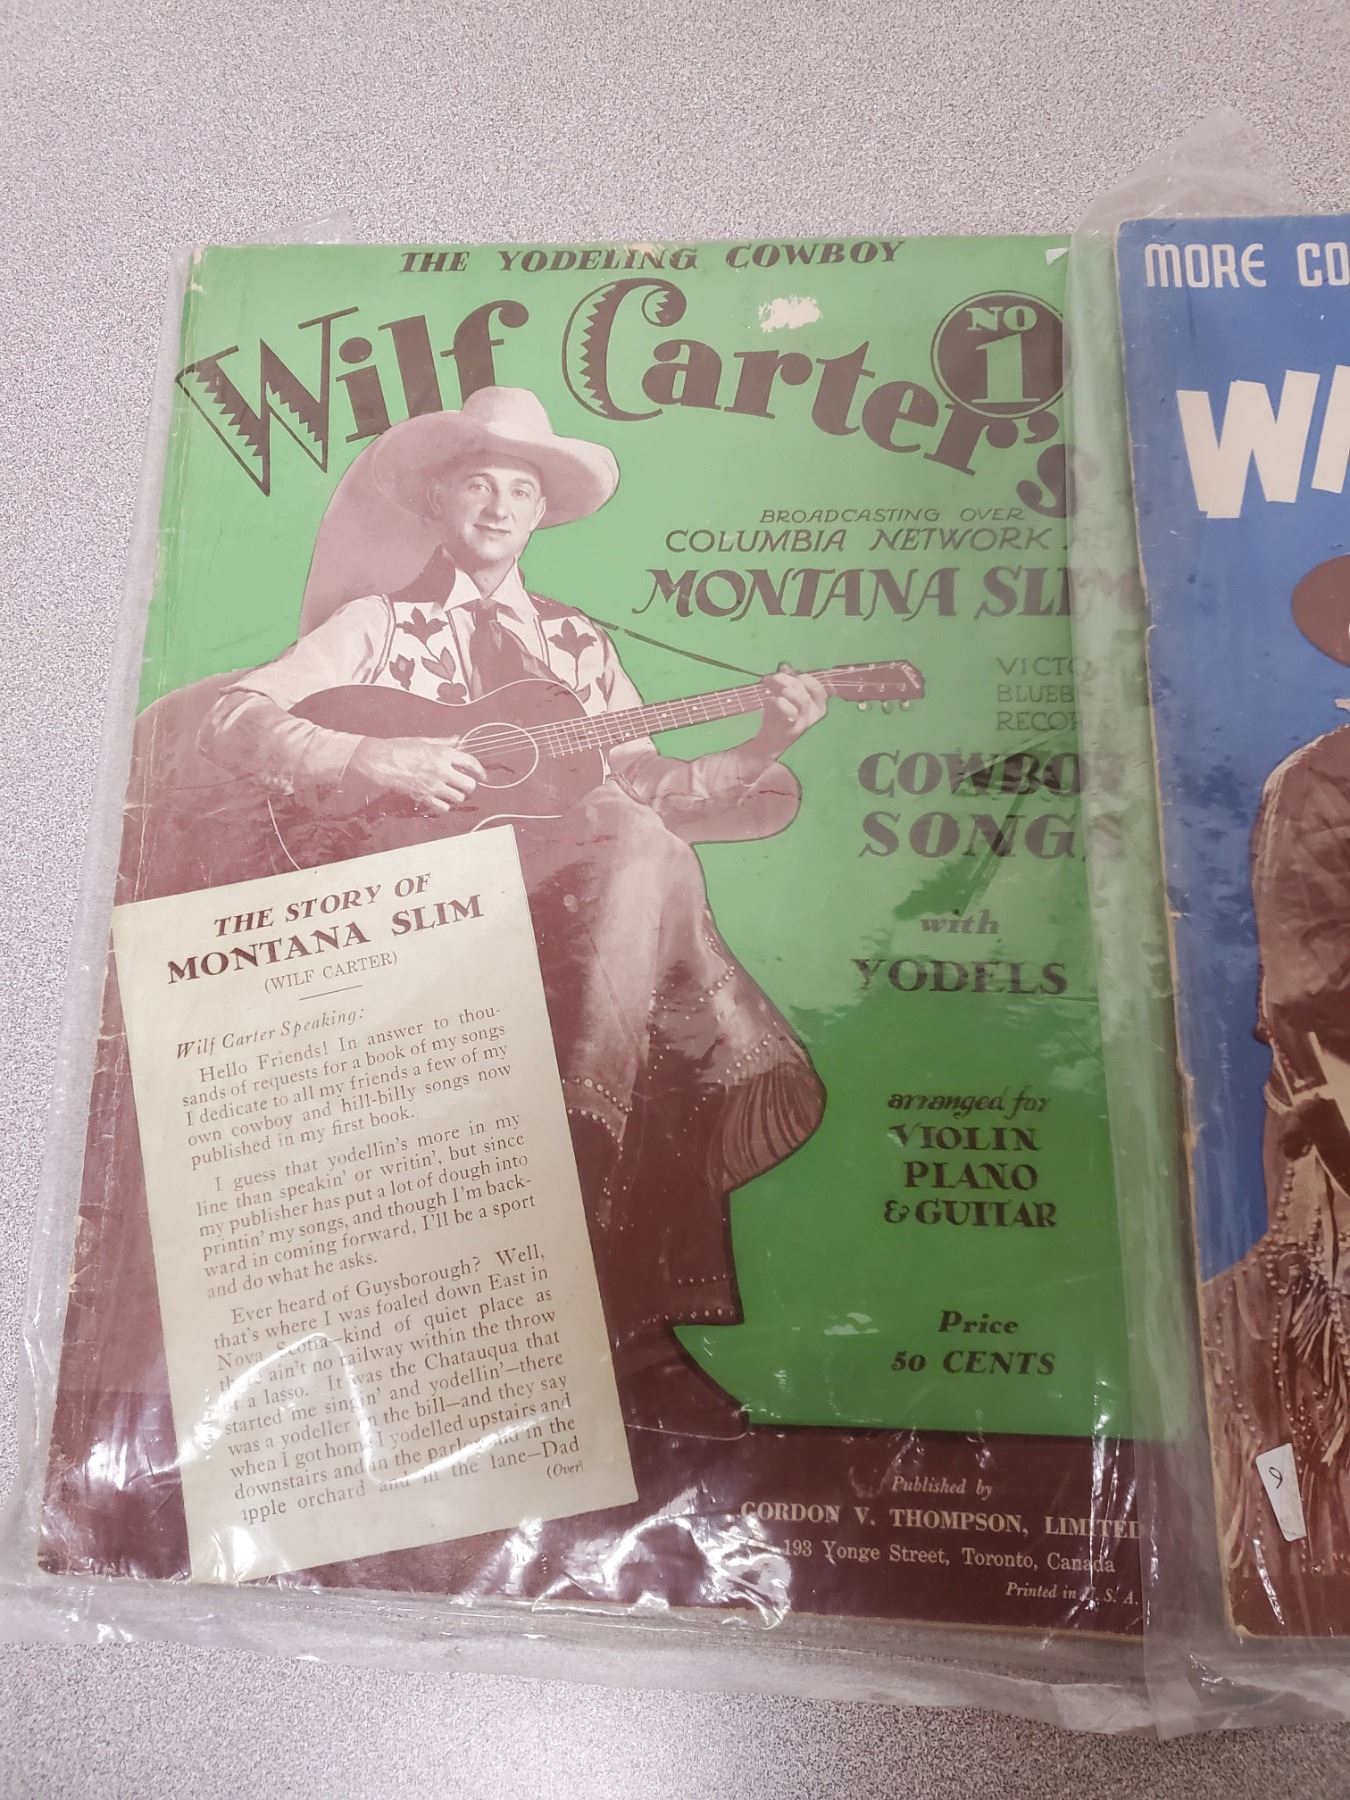 THE YODELING COWBOY
Wilf Carter's
NO
1
BROADCASTING OVER
COLUMBIA NETWORK AS
MONTANA SLIM
VICTOR
BLUEBIRD
RECORDS
COWBOY
SONGS
with
YODELS
arranged for
VIOLIN
PIANO
& GUITAR
Price
50 CENTS
THE STORY OF
MONTANA SLIM
(WILF CARTER)
Wilf Carter Speaking:
Hello Friends! In answer to thou-
sands of requests for a book of my songs
I dedicate to all my friends a few of my
own cowboy and hill-billy songs now
published in my first book.
I guess that yodellin's more in my
line than speakin' or writin', but since
my publisher has put a lot of dough into
printin' my songs, and though I'm back-
ward in coming forward, I'll be a sport
and do what he asks.
Ever heard of Guysborough? Well,
that's where I was foaled down East in
Nova Scotia—kind of quiet place as
there ain't no railway within the throw
of a lasso. It was the Chatauqua that
started me singin' and yodellin'—there
was a yodeller on the bill—and they say
when I got home I yodelled upstairs and
downstairs and in the parlor and in the
apple orchard and in the lane—Dad
(Over)
Published by
GORDON V. THOMPSON, LIMITED
193 Yonge Street, Toronto, Canada
Printed in U. S. A.
MORE CO
WI